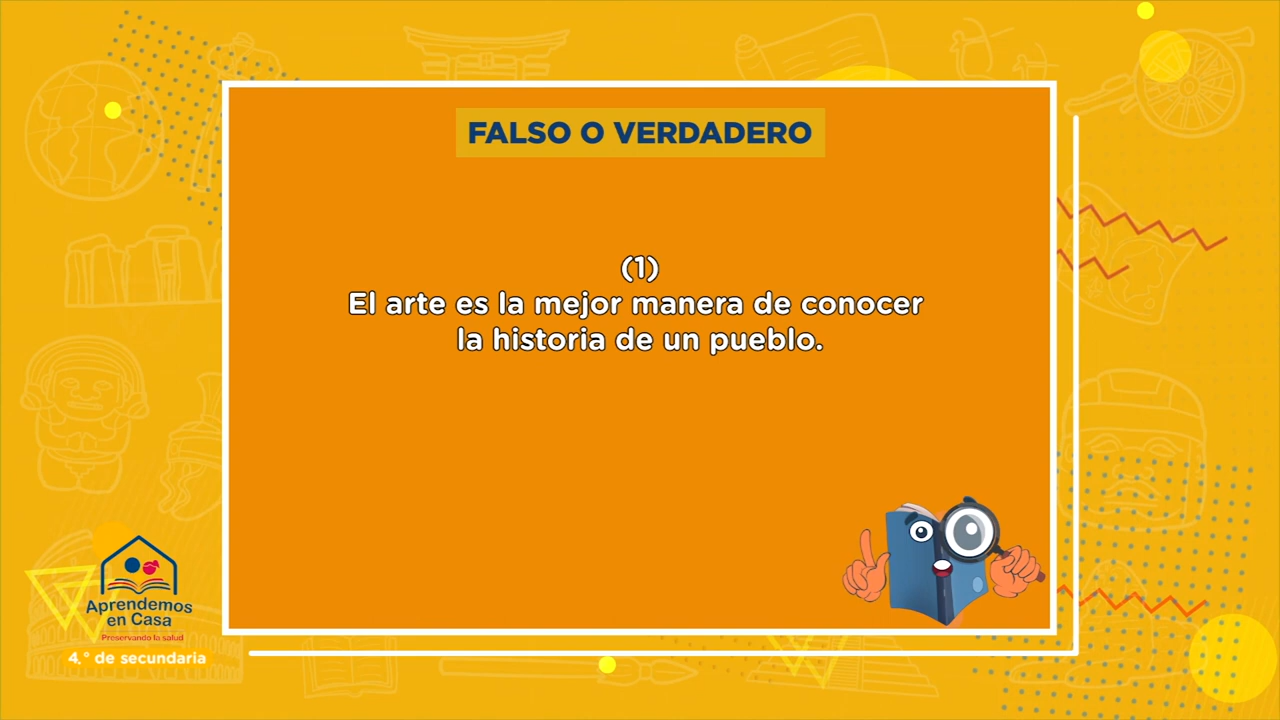 FALSO O VERDADERO
(1)
El arte es la mejor manera de conocer
la historia de un pueblo.
Aprendemos
en Casa
Preservando la salud
4.° de secundaria